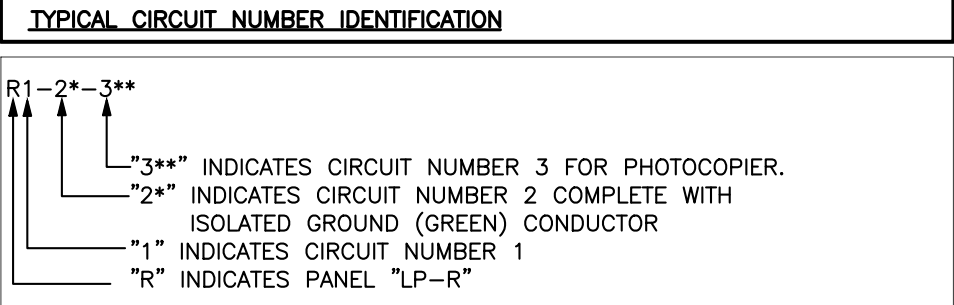 TYPICAL CIRCUIT NUMBER IDENTIFICATION
R1-2*-3**
"3**" INDICATES CIRCUIT NUMBER 3 FOR PHOTOCOPIER.
"2*" INDICATES CIRCUIT NUMBER 2 COMPLETE WITH
ISOLATED GROUND (GREEN) CONDUCTOR
"1" INDICATES CIRCUIT NUMBER 1
"R" INDICATES PANEL "LP-R"